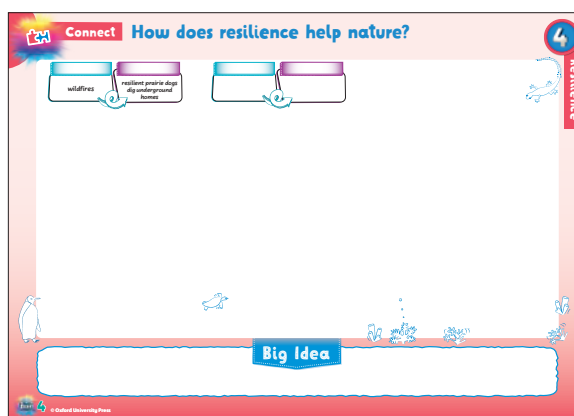 Connect How does resilience help nature?
4
Resilience
wildfires
resilient prairie dogs
dig underground
homes
Big Idea
4 © Oxford University Press